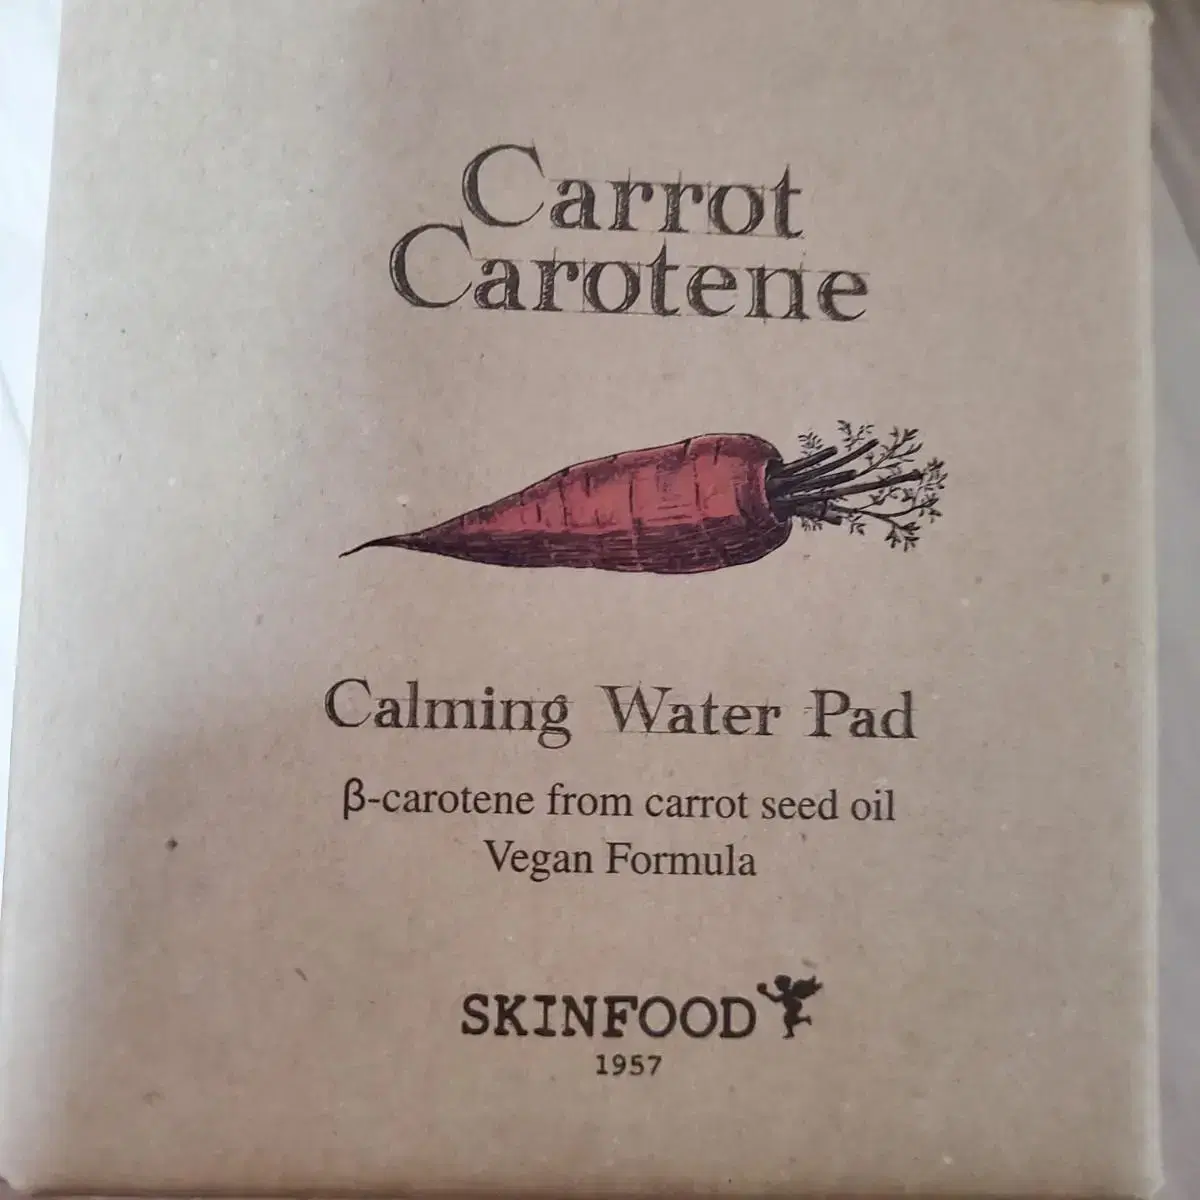 Carrot
Carotene
Calming Water Pad
β-carotene from carrot seed oil
Vegan Formula
SKINFOOD
1957